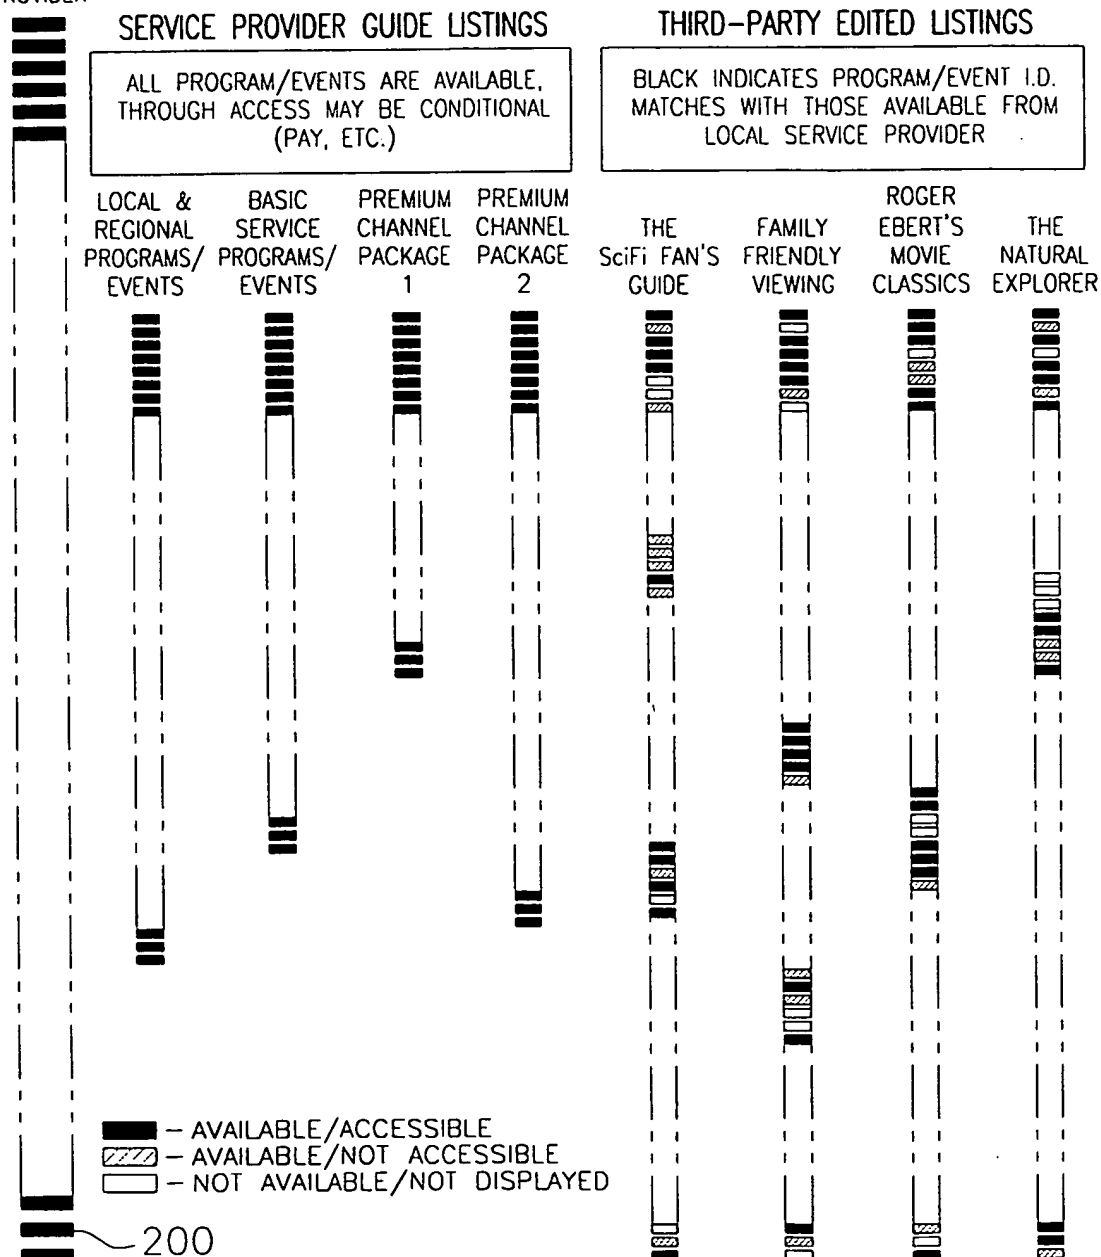 SERVICE PROVIDER GUIDE LISTINGS
ALL PROGRAM/EVENTS ARE AVAILABLE,
THROUGH ACCESS MAY BE CONDITIONAL
(PAY, ETC.)
LOCAL &
REGIONAL
PROGRAMS/
EVENTS
BASIC
SERVICE
PROGRAMS/
EVENTS
PREMIUM
CHANNEL
PACKAGE
1
PREMIUM
CHANNEL
PACKAGE
2
THIRD-PARTY EDITED LISTINGS
BLACK INDICATES PROGRAM/EVENT I.D.
MATCHES WITH THOSE AVAILABLE FROM
LOCAL SERVICE PROVIDER
THE
SciFi FAN'S
GUIDE
FAMILY
FRIENDLY
VIEWING
ROGER
EBERT'S
MOVIE
CLASSICS
THE
NATURAL
EXPLORER
- AVAILABLE/ACCESSIBLE
- AVAILABLE/NOT ACCESSIBLE
- NOT AVAILABLE/NOT DISPLAYED
200